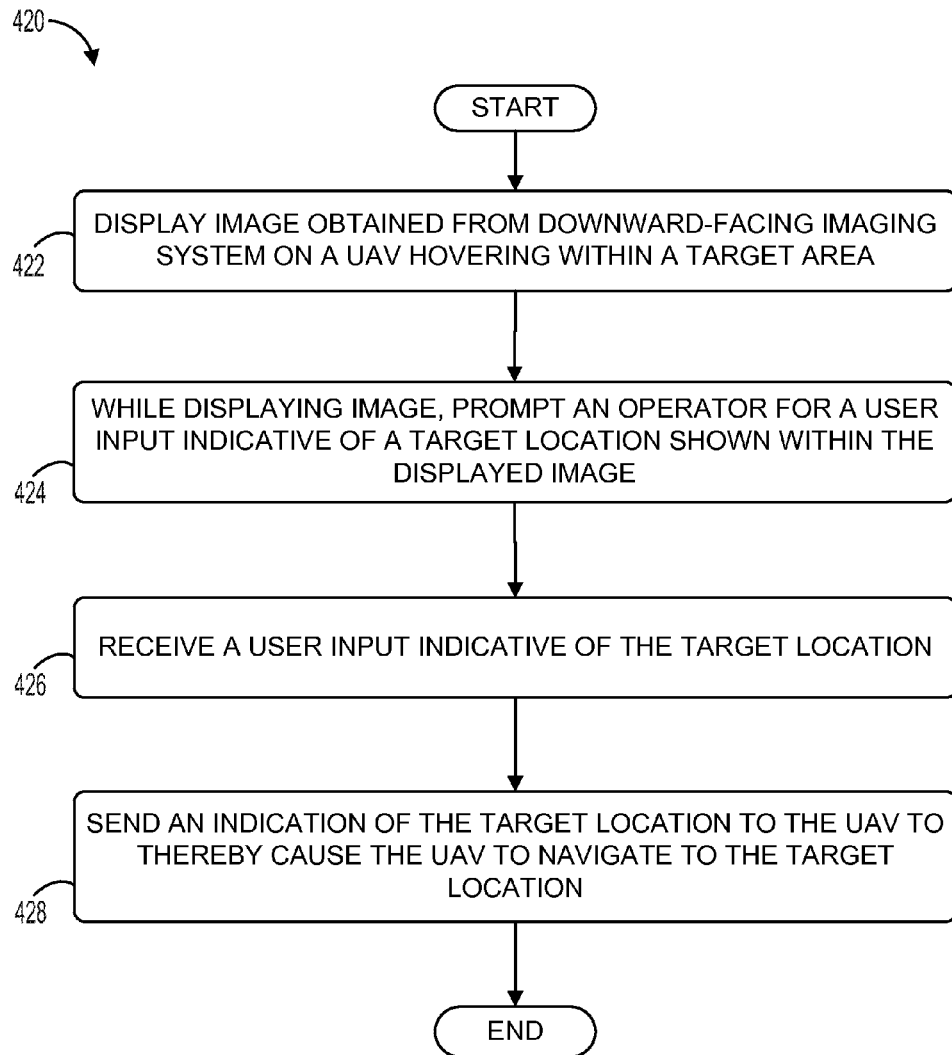 420
START
DISPLAY IMAGE OBTAINED FROM DOWNWARD-FACING IMAGING
SYSTEM ON A UAV HOVERING WITHIN A TARGET AREA
422
WHILE DISPLAYING IMAGE, PROMPT AN OPERATOR FOR A USER
INPUT INDICATIVE OF A TARGET LOCATION SHOWN WITHIN THE
DISPLAYED IMAGE
424
RECEIVE A USER INPUT INDICATIVE OF THE TARGET LOCATION
426
SEND AN INDICATION OF THE TARGET LOCATION TO THE UAV TO
THEREBY CAUSE THE UAV TO NAVIGATE TO THE TARGET
LOCATION
428
END